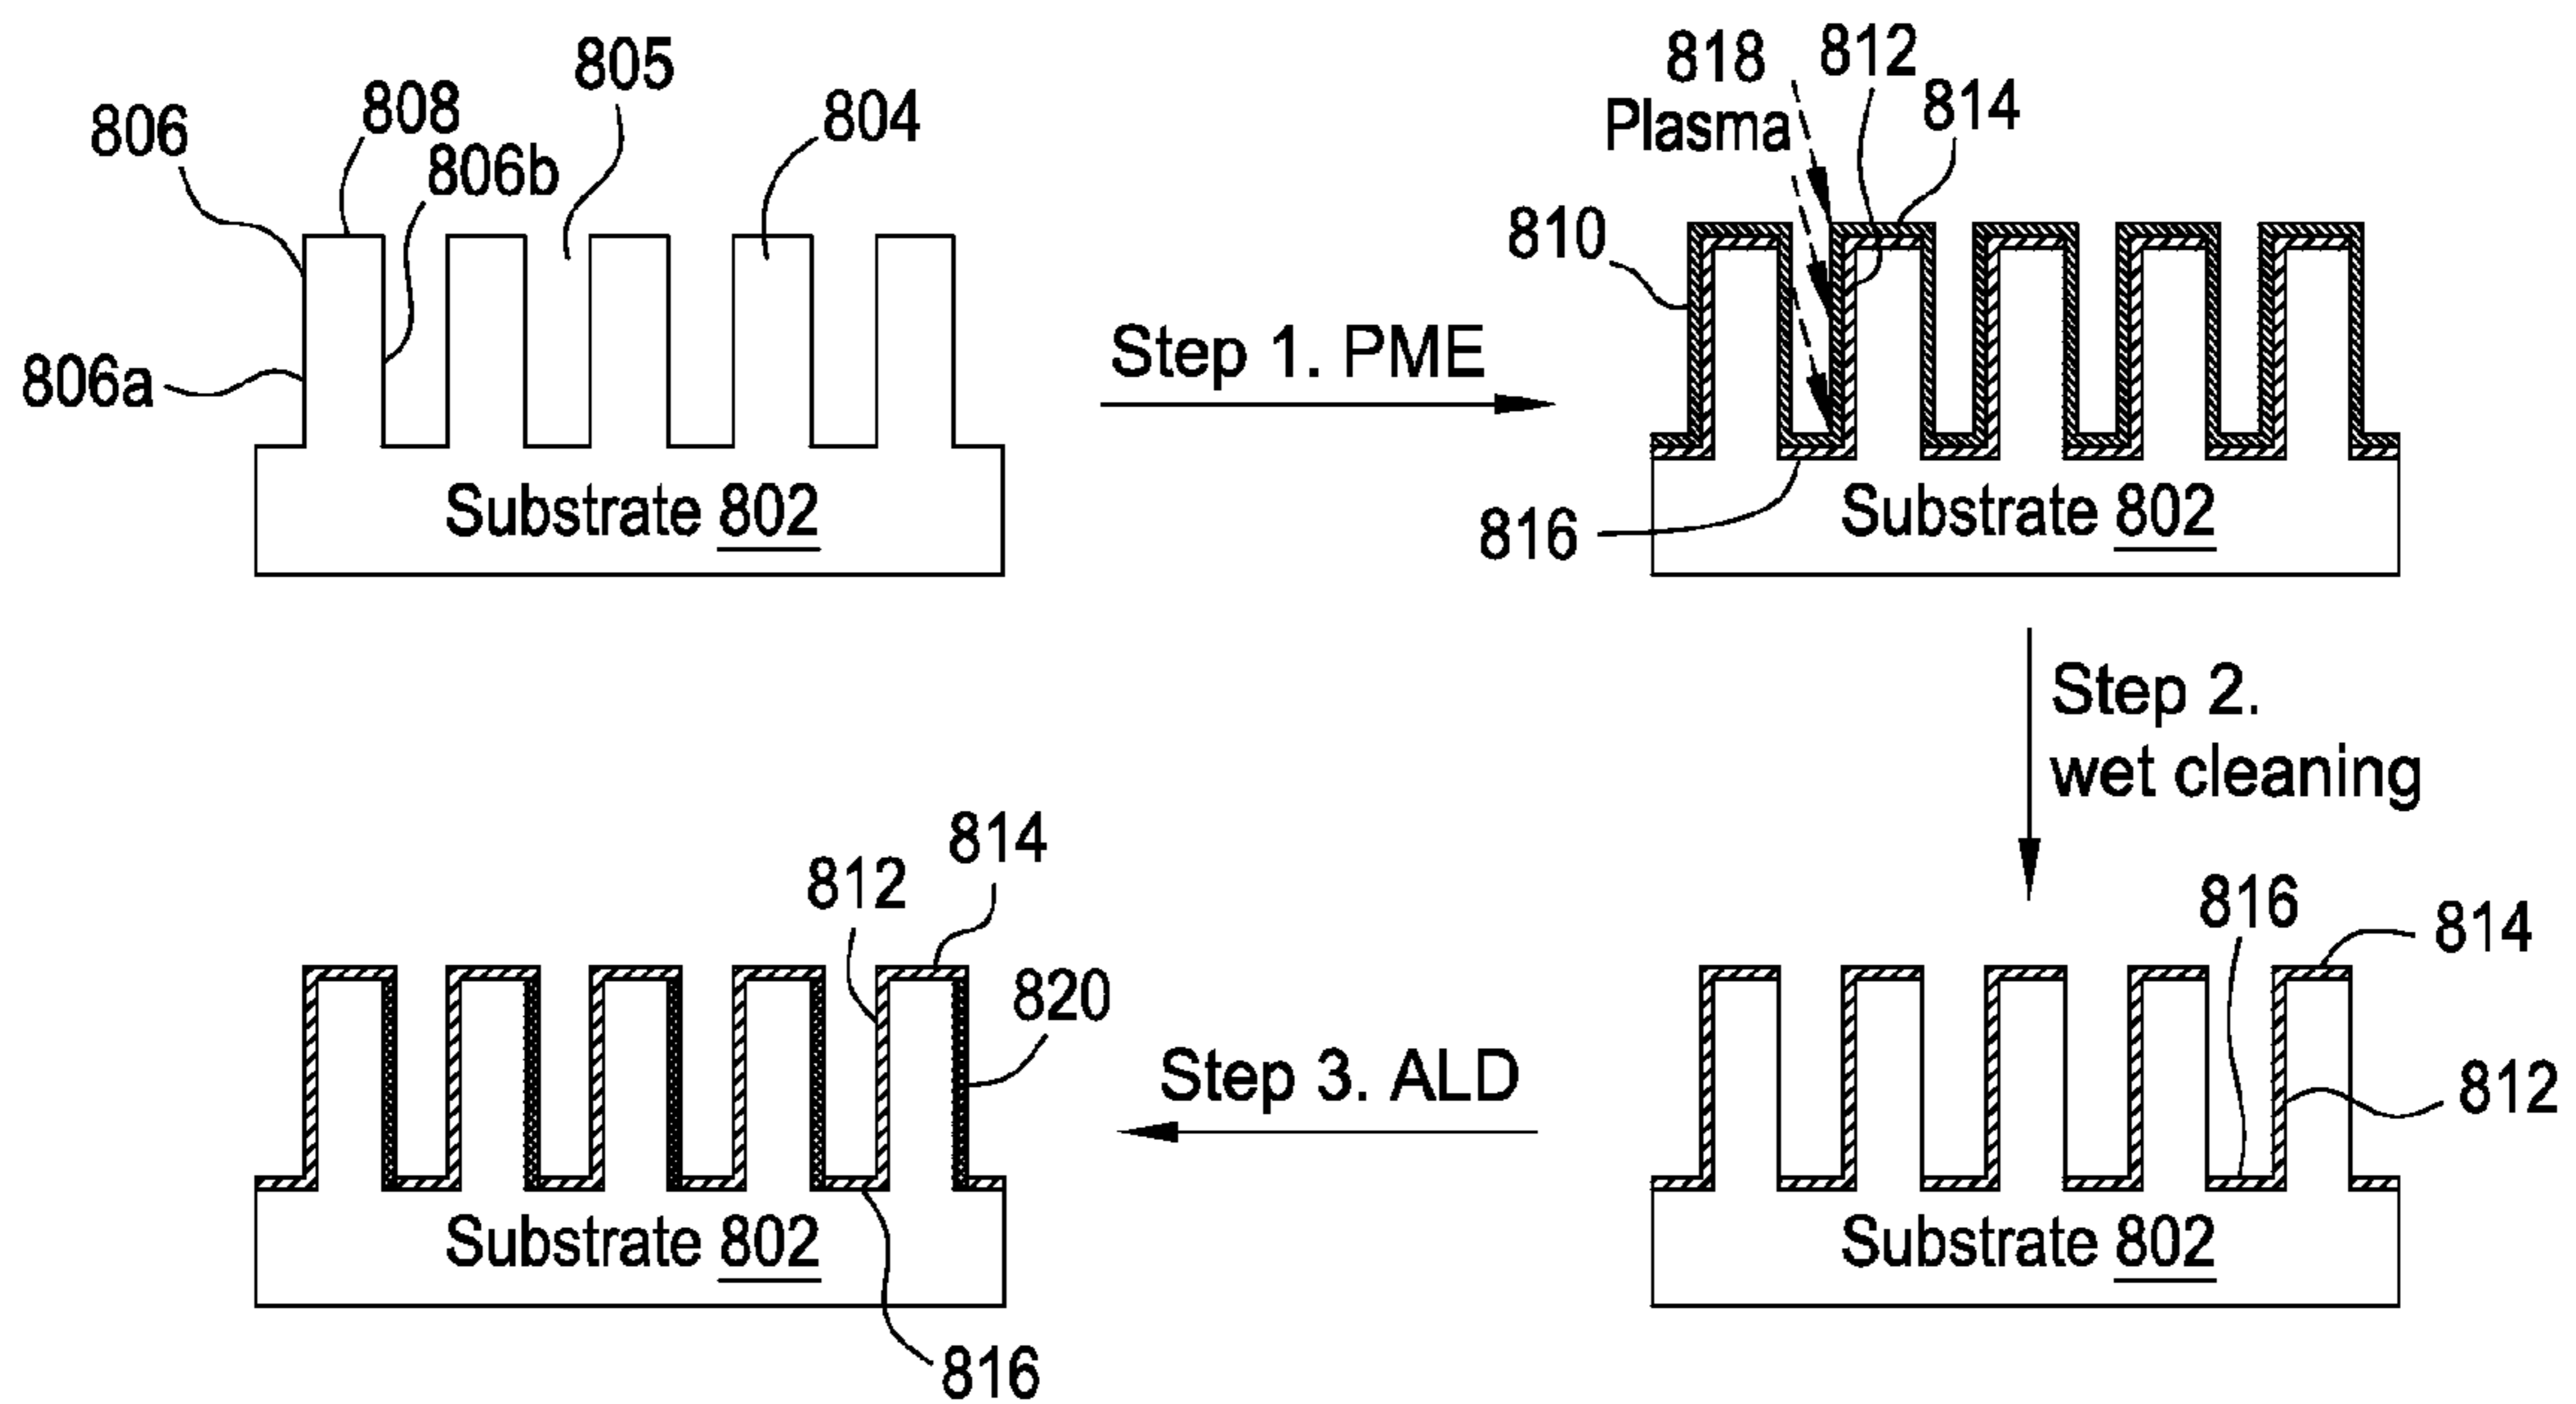 805
808
804
806
806b
806a
Substrate 802
Step 1. PME
818
812
Plasma
814
810
816
Substrate 802
Step 2.
wet cleaning
816
814
812
Substrate 802
Step 3. ALD
814
812
820
Substrate 802
816